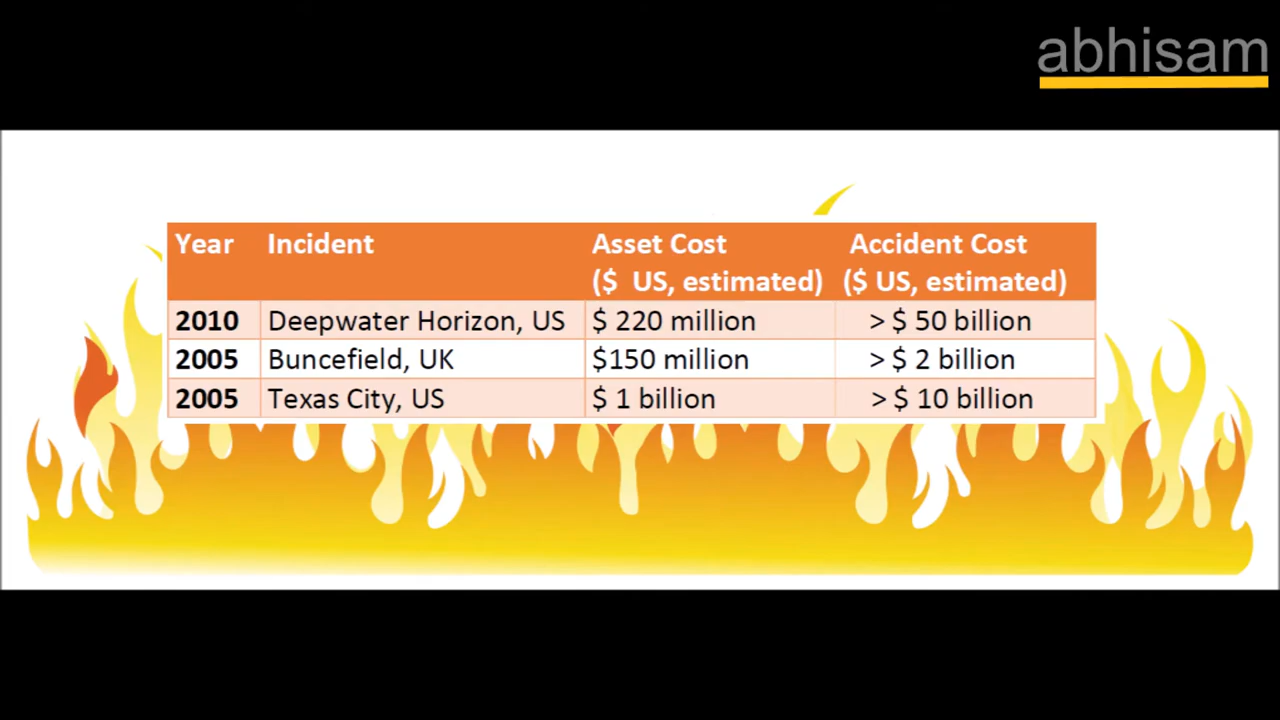 abhisam
Year Incident Asset Cost Accident Cost
($ US, estimated) ($ US, estimated)
2010 Deepwater Horizon, US $ 220 million > $ 50 billion
2005 Buncefield, UK $150 million > $ 2 billion
2005 Texas City, US $ 1 billion > $ 10 billion